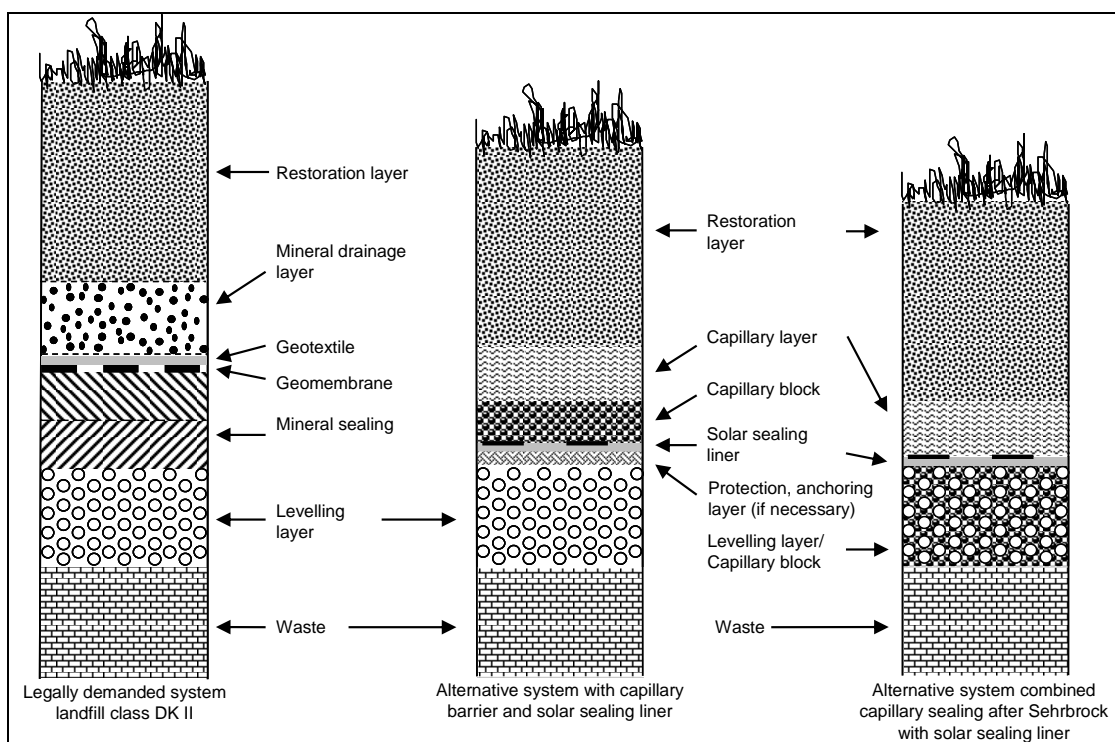 Restoration layer
Mineral drainage
layer
Geotextile
Geomembrane
Mineral sealing
Levelling
layer
Waste
Legally demanded system
landfill class DK II
Restoration
layer
Capillary layer
Capillary block
Solar sealing
liner
Protection, anchoring
layer (if necessary)
Levelling layer/
Capillary block
Waste
Alternative system with capillary
barrier and solar sealing liner
Alternative system combined
capillary sealing after Sehrbrock
with solar sealing liner